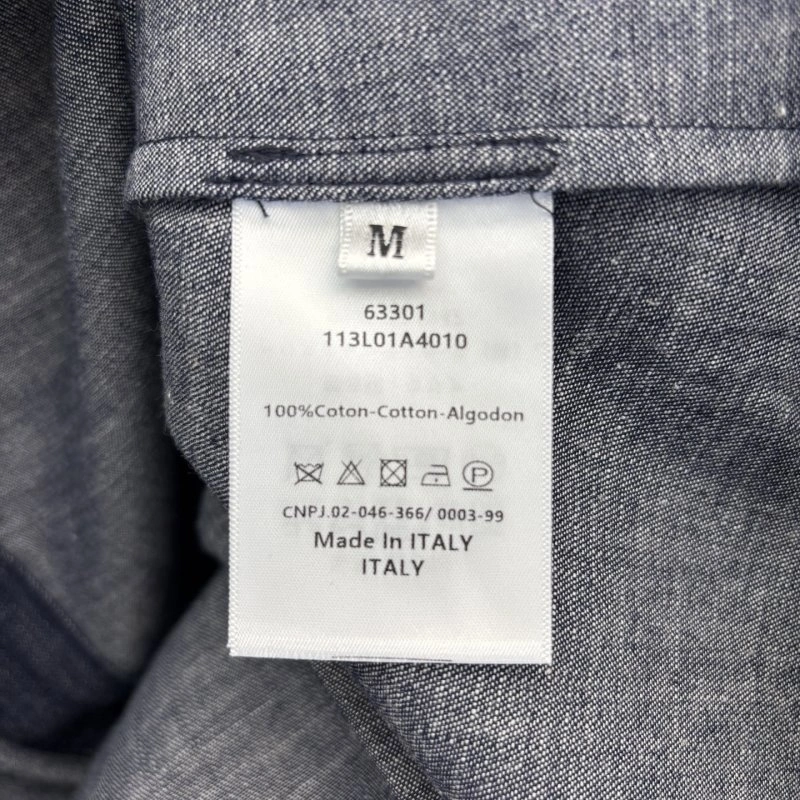 M
63301
113L01A4010
100%Coton-Cotton-Algodon
P
CNPJ.02-046-366/ 0003-99
Made In ITALY
ITALY